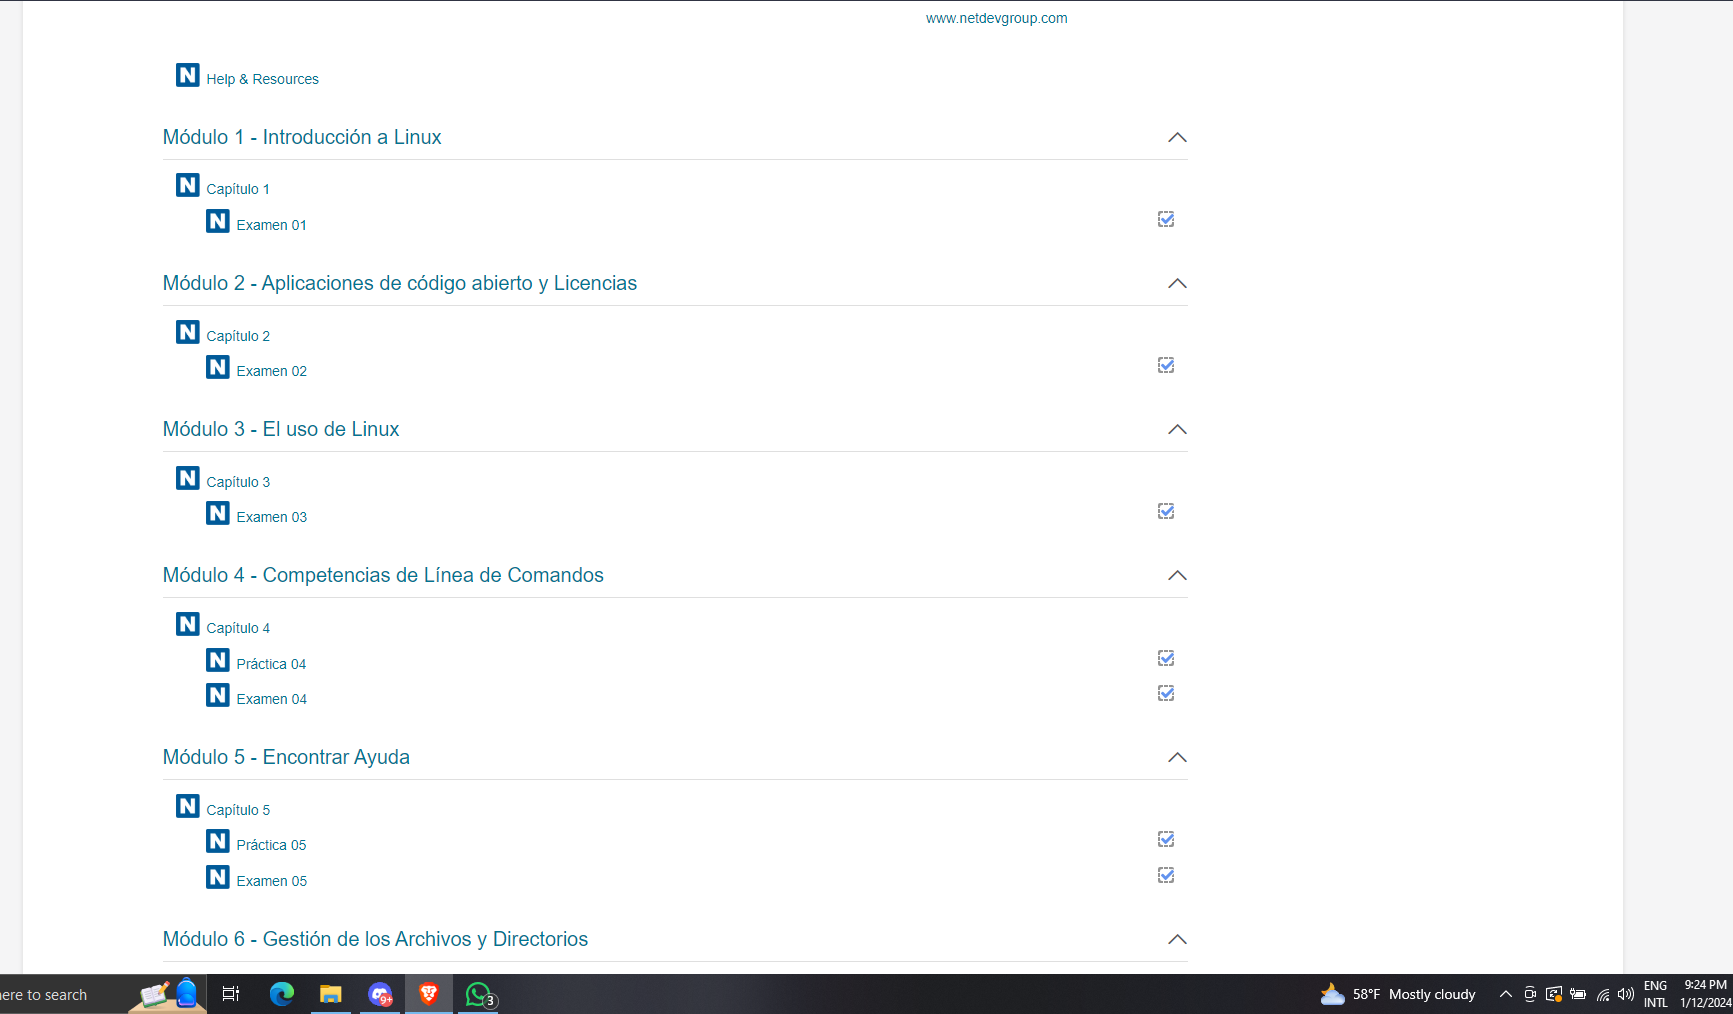 www.netdevgroup.com
N Help & Resources
Módulo 1 - Introducción a Linux
N Capítulo 1
N Examen 01
Módulo 2 - Aplicaciones de código abierto y Licencias
N Capítulo 2
N Examen 02
Módulo 3 - El uso de Linux
N Capítulo 3
N Examen 03
Módulo 4 - Competencias de Línea de Comandos
N Capítulo 4
N Práctica 04
N Examen 04
Módulo 5 - Encontrar Ayuda
N Capítulo 5
N Práctica 05
N Examen 05
Módulo 6 - Gestión de los Archivos y Directorios
ere to search
9+
3
58°F Mostly cloudy
ENG
INTL
9:24 PM
1/12/2024